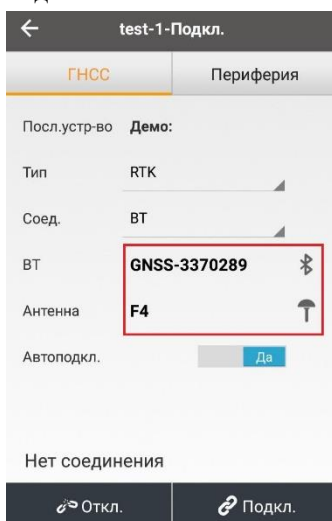 test-1-Подкл.
ГНСС Периферия
Посл.устр-во Демо:
Тип RTK
Соед. BT
BT GNSS-3370289
Антенна F4
Автоподкл. Да
Нет соединения
Откл. Подкл.